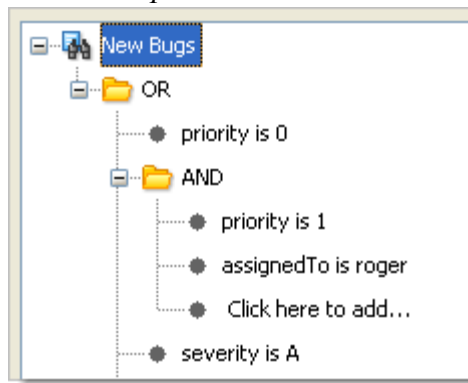 New Bugs
OR
priority is 0
AND
priority is 1
assignedTo is roger
Click here to add...
severity is A